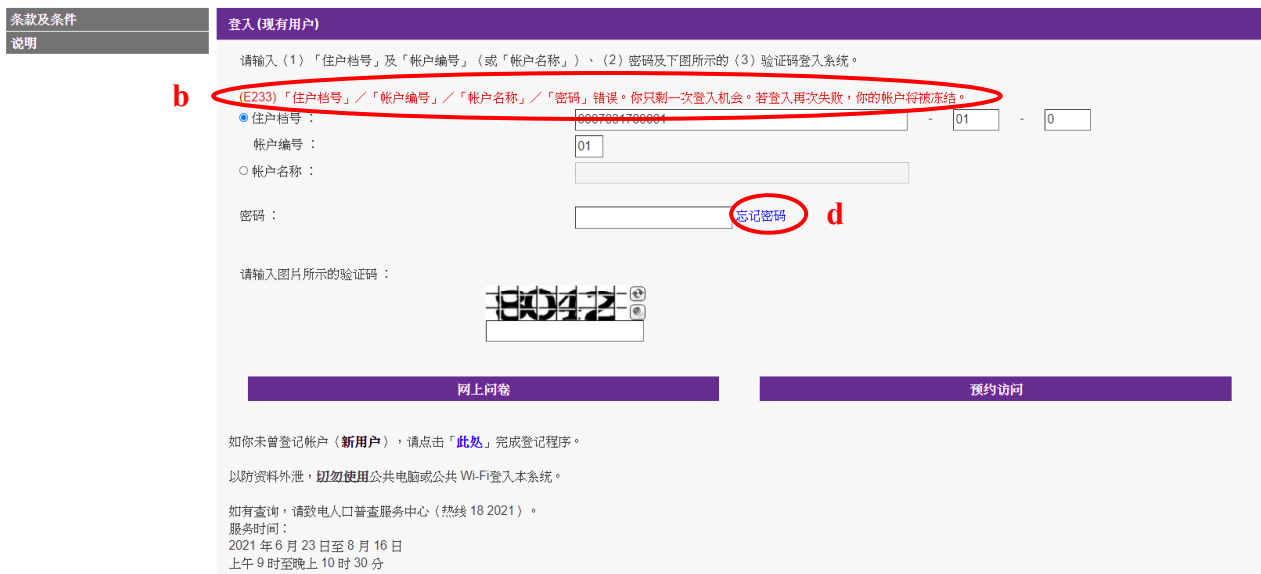 条款及条件
说明
登入 (现有用户)
请输入（1）「住户档号」及「帐户编号」（或「帐户名称」）、（2）密码及下图所示的（3）验证码登入系统。
b
(E233)「住户档号」／「帐户编号」／「帐户名称」／「密码」错误。你只剩一次登入机会。若登入再次失败，你的帐户将被冻结。
住户档号： - 01 - 0
帐户编号： 01
帐户名称：
密码： 忘记密码 d
请输入图片所示的验证码：
8042
网上问卷 预约访问
如你未曾登记帐户（新用户），请点击「此处」完成登记程序。
以防资料外泄，切勿使用公共电脑或公共 Wi-Fi登入本系统。
如有查询，请致电人口普查服务中心（热线 18 2021）。
服务时间：
2021 年 6 月 23 日至 8 月 16 日
上午 9 时至晚上 10 时 30 分